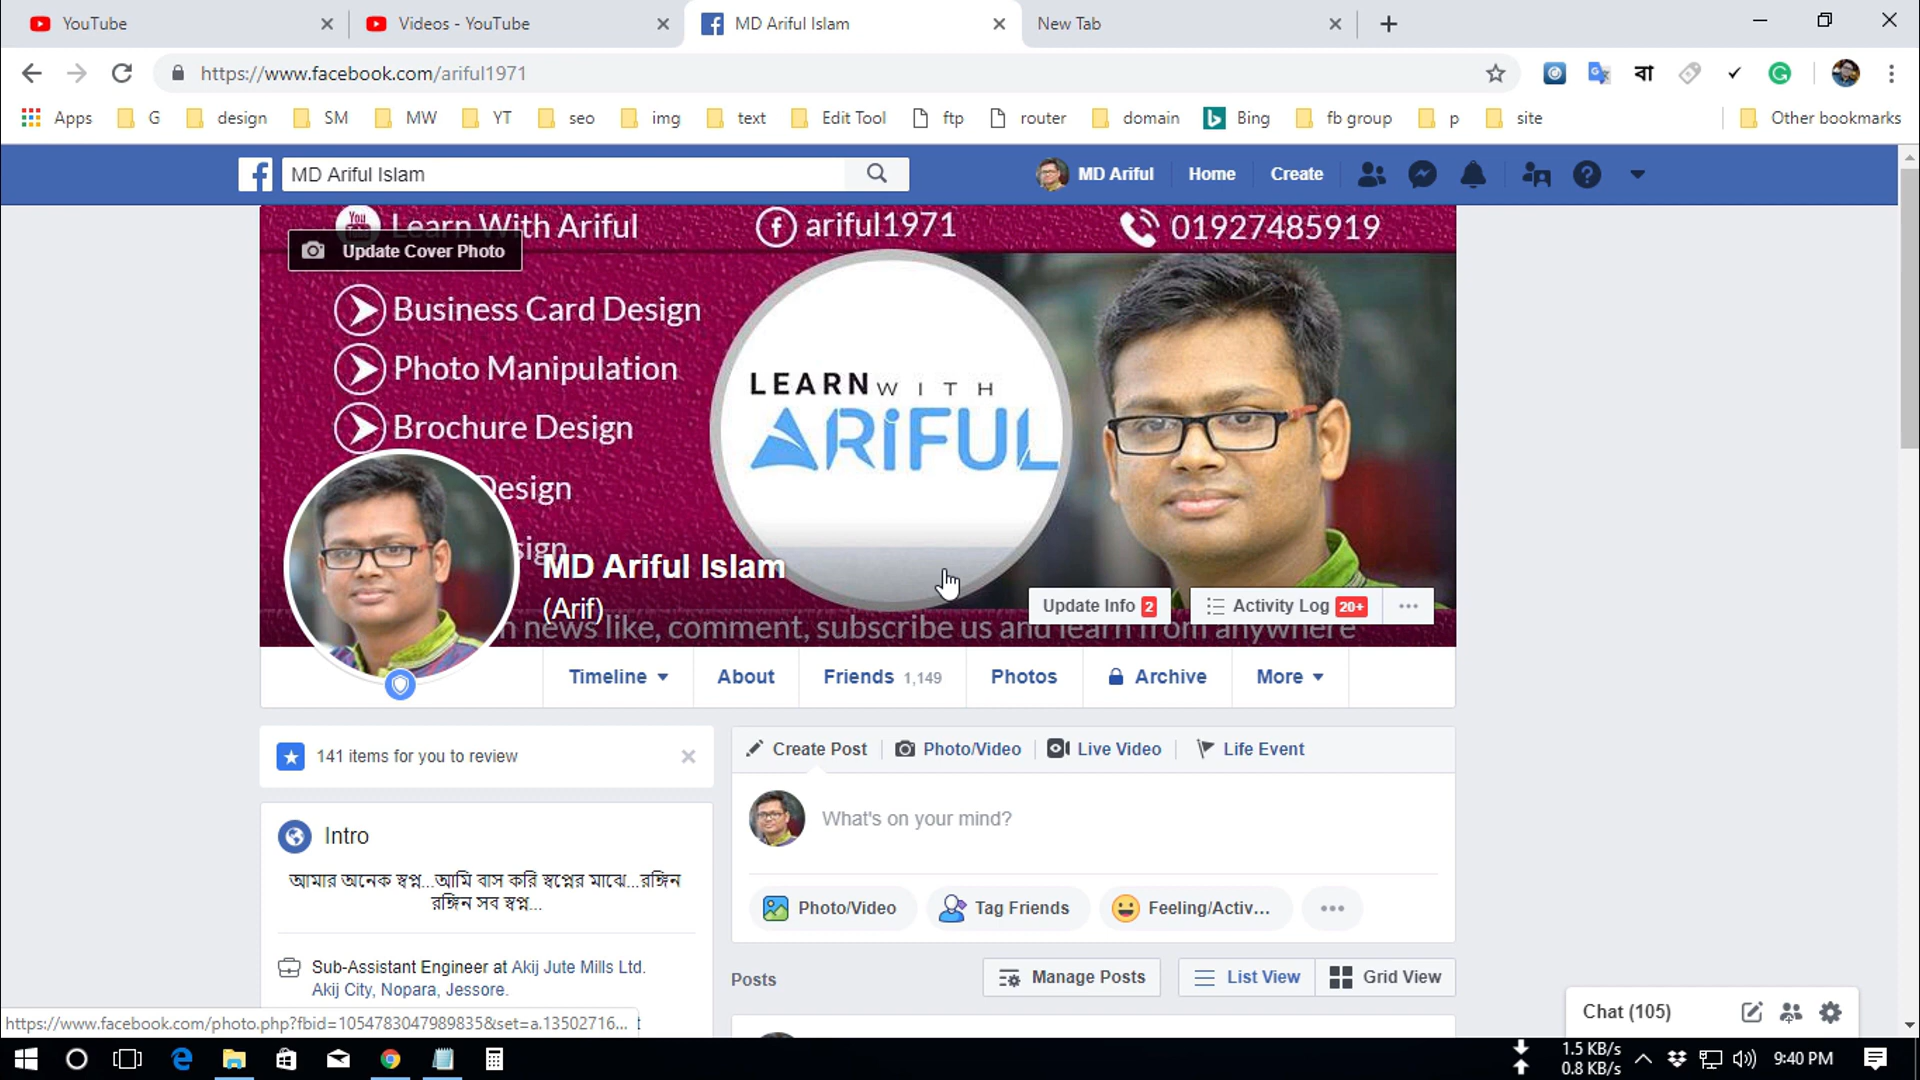 YouTube
Videos - YouTube
MD Ariful Islam
New Tab
https://www.facebook.com/ariful1971
বা
Apps
G
design
SM
MW
YT
seo
img
text
Edit Tool
ftp
router
domain
Bing
fb group
p
site
Other bookmarks
MD Ariful Islam
MD Ariful
Home
Create
You
Learn With Ariful
ariful1971
01927485919
Update Cover Photo
Business Card Design
Photo Manipulation
Brochure Design
Design
sign
LEARN WITH
ARiFUL
MD Ariful Islam
(Arif)
Update Info 2
Activity Log 20+
n news like, comment, subscribe us and learn from anywhere
Timeline
About
Friends 1,149
Photos
Archive
More
141 items for you to review
Create Post
Photo/Video
Live Video
Life Event
What's on your mind?
Intro
আমার অনেক স্বপ্ন...আমি বাস করি স্বপ্নের মাঝে...রঙ্গিন
রঙ্গিন সব স্বপ্ন...
Photo/Video
Tag Friends
Feeling/Activ...
Sub-Assistant Engineer at Akij Jute Mills Ltd.
Akij City, Nopara, Jessore.
Posts
Manage Posts
List View
Grid View
Chat (105)
https://www.facebook.com/photo.php?fbid=1054783047989835&set=a.13502716...
1.5 KB/s
0.8 KB/s
9:40 PM